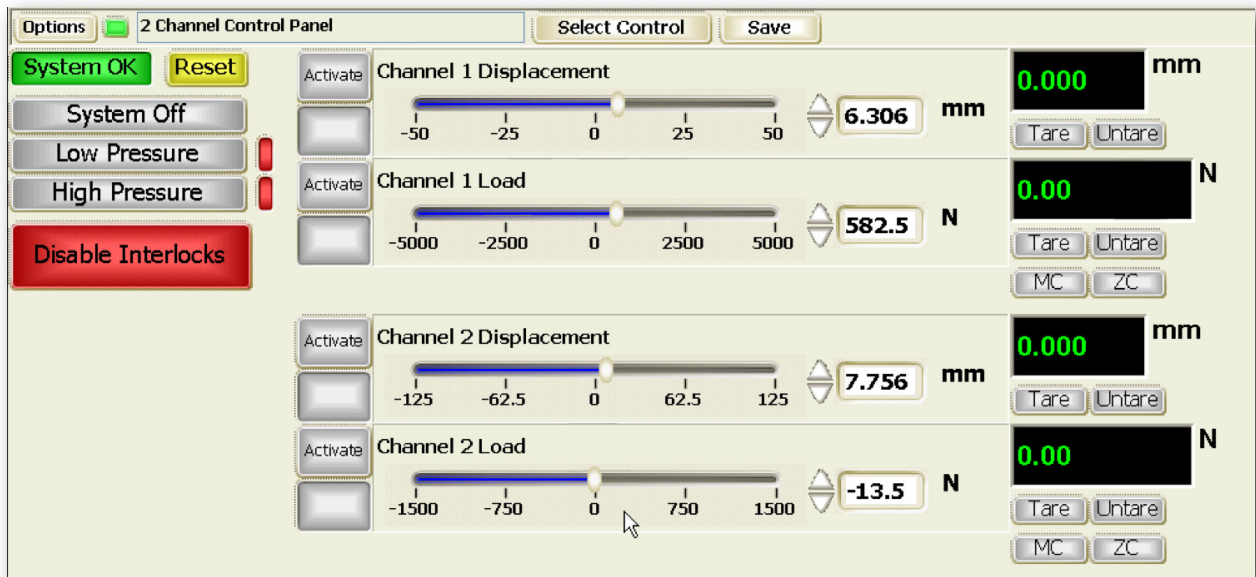 Options 2 Channel Control Panel Select Control Save
System OK Reset
System Off
Low Pressure
High Pressure
Disable Interlocks
Activate Channel 1 Displacement
-50 -25 0 25 50
6.306 mm
0.000 mm
Tare Untare
Activate Channel 1 Load
-5000 -2500 0 2500 5000
582.5 N
0.00 N
Tare Untare
MC ZC
Activate Channel 2 Displacement
-125 -62.5 0 62.5 125
7.756 mm
0.000 mm
Tare Untare
Activate Channel 2 Load
-1500 -750 0 750 1500
-13.5 N
0.00 N
Tare Untare
MC ZC